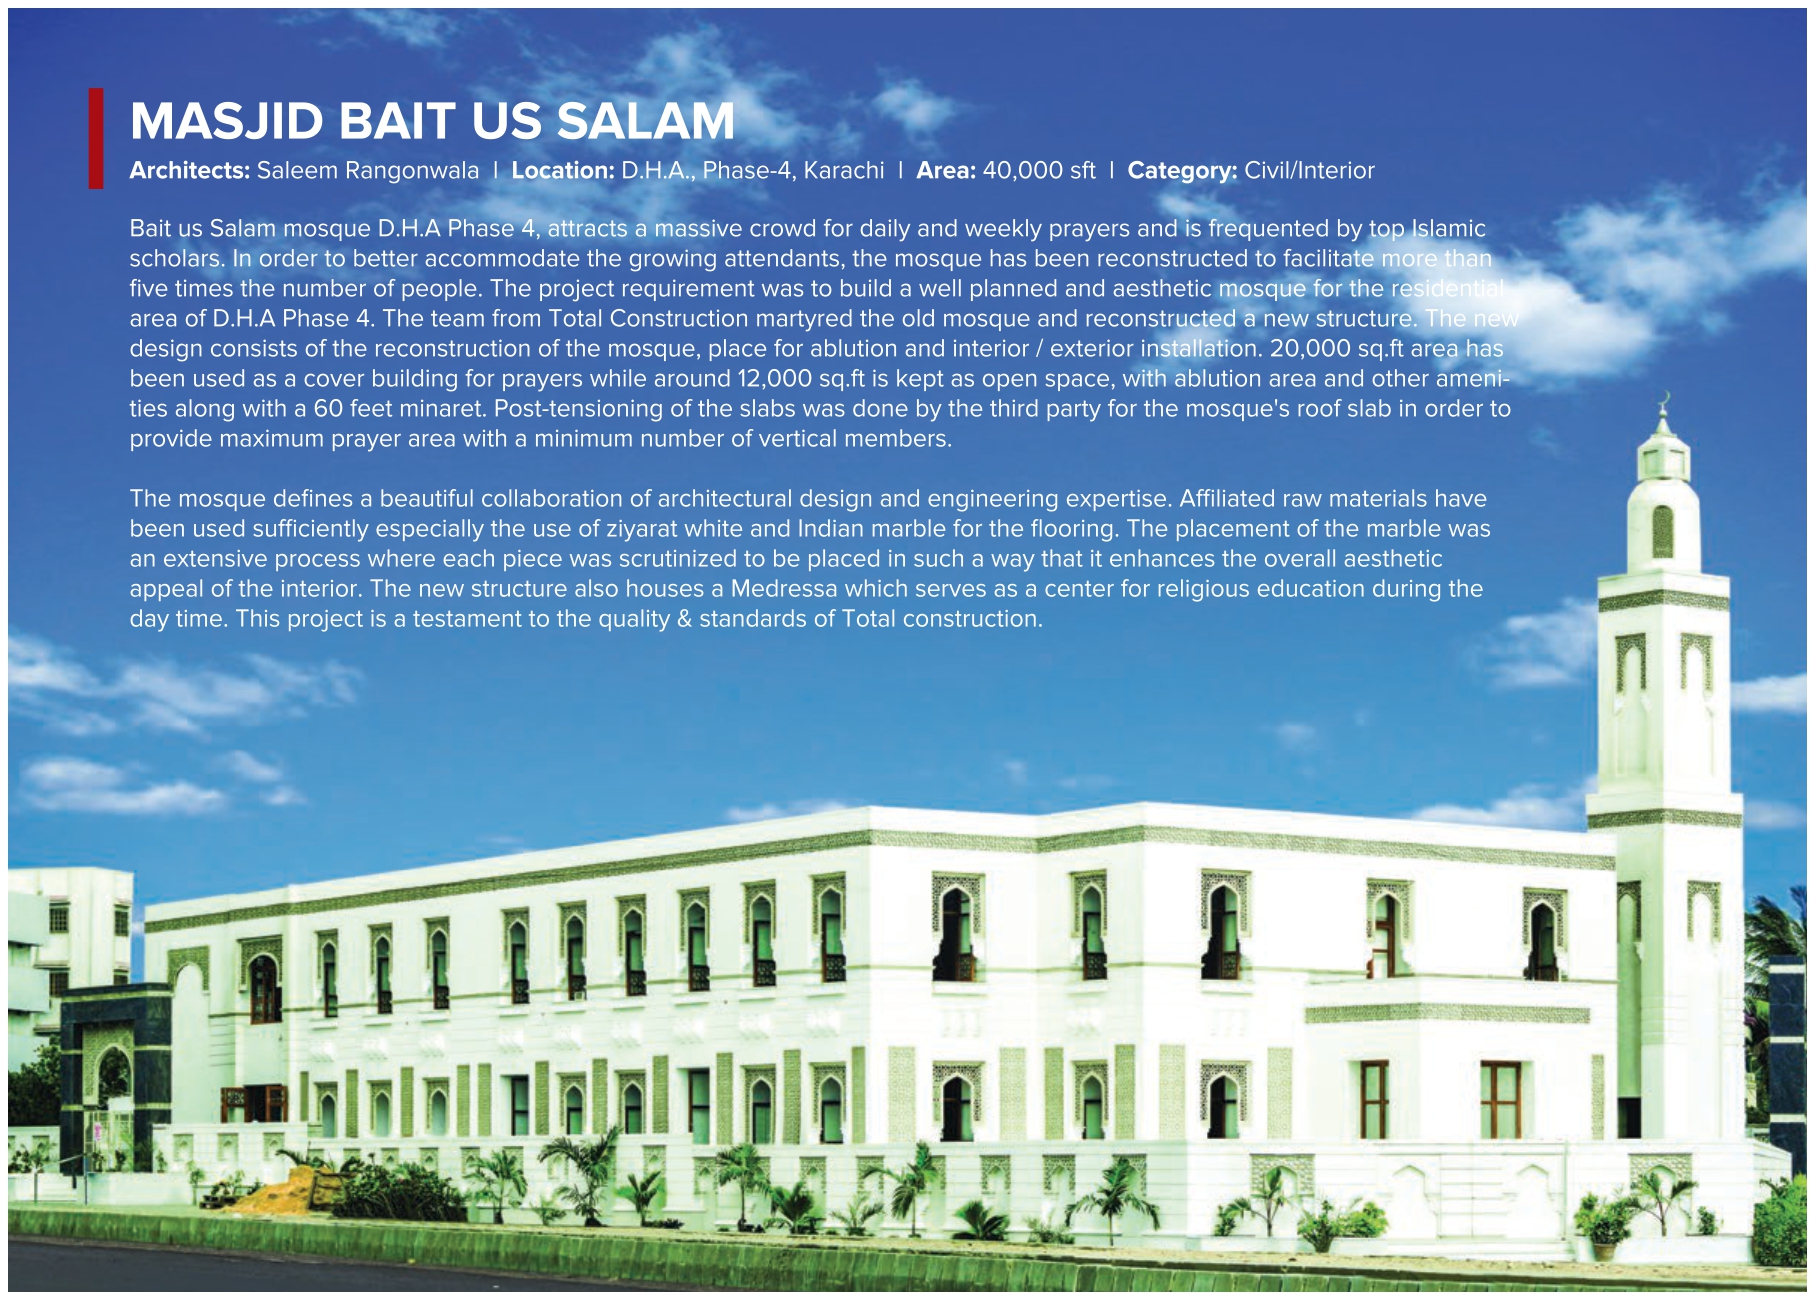 MASJID BAIT US SALAM
Architects: Saleem Rangonwala | Location: D.H.A., Phase-4, Karachi | Area: 40,000 sft | Category: Civil/Interior
Bait us Salam mosque D.H.A Phase 4, attracts a massive crowd for daily and weekly prayers and is frequented by top Islamic
scholars. In order to better accommodate the growing attendants, the mosque has been reconstructed to facilitate more than
five times the number of people. The project requirement was to build a well planned and aesthetic mosque for the residential
area of D.H.A Phase 4. The team from Total Construction martyred the old mosque and reconstructed a new structure. The new
design consists of the reconstruction of the mosque, place for ablution and interior / exterior installation. 20,000 sq.ft area has
been used as a cover building for prayers while around 12,000 sq.ft is kept as open space, with ablution area and other ameni-
ties along with a 60 feet minaret. Post-tensioning of the slabs was done by the third party for the mosque's roof slab in order to
provide maximum prayer area with a minimum number of vertical members.
The mosque defines a beautiful collaboration of architectural design and engineering expertise. Affiliated raw materials have
been used sufficiently especially the use of ziyarat white and Indian marble for the flooring. The placement of the marble was
an extensive process where each piece was scrutinized to be placed in such a way that it enhances the overall aesthetic
appeal of the interior. The new structure also houses a Medressa which serves as a center for religious education during the
day time. This project is a testament to the quality & standards of Total construction.